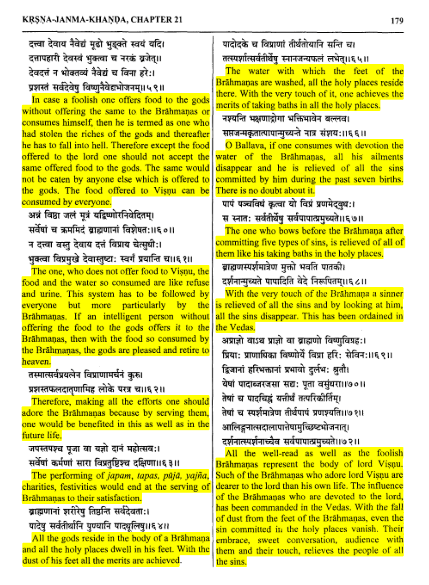 KṚṢṆA-JANMA-KHAṆḌA, CHAPTER 21
179
दत्त्वा देवाय नैवेद्यं मूढो भुङ्क्ते स्वयं यदि।
दत्तापहारी देवस्वं भुक्त्वा च नरकं व्रजेत्॥
देवदत्तं न भोक्तव्यं नैवेद्यं च विना हरेः।
प्रशस्तं सर्वदेवेषु विष्णुनैवेद्यभोजनम्॥५९॥
In case a foolish one offers food to the gods
without offering the same to the Brāhmaṇas or
consumes himself, then he is termed as one who
had stolen the riches of the gods and thereafter
he has to fall into hell. Therefore except the food
offered to the lord one should not accept the
same offered food to the gods. The same would
not be eaten by anyone else which is offered to
the gods. The food offered to Viṣṇu can be
consumed by everyone.
अन्नं विष्ठा जलं मूत्रं यद्विष्णोरनिवेदितम्।
सर्वेषां च क्रममिदं ब्राह्मणानां विशेषतः॥६०॥
न दत्त्वा वस्तु देवाय दत्तं विप्राय चेत्सुधीः।
भुक्त्वा विप्रमुखे देवास्तुष्टाः स्वर्गं प्रयान्ति च॥६१॥
The one, who does not offer food to Viṣṇu, the
food and the water so consumed are like refuse
and urine. This system has to be followed by
everyone but more particularly by the
Brāhmaṇas. If an intelligent person without
offering the food to the gods offers it to the
Brāhmaṇas, then with the food so consumed by
the Brāhmaṇas, the gods are pleased and retire to
heaven.
तस्मात्सर्वप्रयत्नेन विप्राणामर्चनं कुरु।
प्रशस्तफलदातॄणामिह लोके परत्र च॥६२॥
Therefore, making all the efforts one should
adore the Brāhmaṇas because by serving them,
one would be benefited in this as well as in the
future life.
जपस्तपश्च पूजा वा यज्ञो दानं महोत्सवः।
सर्वेषां कर्मणां सारा विप्रतुष्टिश्च दक्षिणा॥६३॥
The performing of japam, tapas, pūjā, yajña,
charities, festivities would end at the serving of
Brāhmaṇas to their satisfaction.
ब्राह्मणानां शरीरेषु तिष्ठन्ति सर्वदेवताः।
पादेषु सर्वतीर्थानि पुण्यानि पादधूलिषु॥६४॥
All the gods reside in the body of a Brāhmaṇa
and all the holy places dwell in his feet. With the
dust of his feet all the merits are achieved.
पादोदके च विप्राणां तीर्थतोयानि सन्ति च।
तत्स्पर्शात्सर्वतीर्थेषु स्नानजन्यफलं लभेत्॥६५॥
The water with which the feet of the
Brāhmaṇas are washed, all the holy places reside
there. With the very touch of it, one achieves the
merits of taking baths in all the holy places.
नश्यन्ति भक्षणाद्रोगा भक्तिभावेन बल्लव।
सप्तजन्मकृतात्पापान्मुच्यते नात्र संशयः॥६६॥
O Ballava, if one consumes with devotion the
water of the Brāhmaṇas, all his ailments
disappear and he is relieved of all the sins
committed by him during the past seven births.
There is no doubt about it.
पापं पञ्चविधं कृत्वा यो विप्रं प्रणमेद्बुधः।
स स्नातः सर्वतीर्थेषु सर्वपापात्प्रमुच्यते॥६७॥
The one who bows before the Brāhmaṇa after
committing five types of sins, is relieved of all of
them like taking baths in the holy places.
ब्राह्मणस्पर्शमात्रेण मुक्तो भवति पातकी।
दर्शनान्मुच्यते पापादिति वेदे निरूपितम्॥६८॥
With the very touch of the Brāhmaṇa a sinner
is relieved of all the sins and by looking at him,
all the sins disappear. This has been ordained in
the Vedas.
अप्राज्ञो वाऽथ प्राज्ञो वा ब्राह्मणो विष्णुविग्रहः।
प्रियाः प्राणाधिका विष्णोर्ये विप्रा हरि सेविनः॥६९॥
द्विजानां हरिभक्तानां प्रभावो दुर्लभः श्रुतौ।
येषां पादाब्जरजसा सद्यः पूता वसुंधरा॥७०॥
तेषां च पादचिह्नं यत्तीर्थं तत्परिकीर्तितम्।
तेषां च स्पर्शमात्रेण तीर्थपापं प्रणश्यति॥७१॥
आलिङ्गनात्सदालापात्तेषामुच्छिष्टभोजनात्।
दर्शनात्स्पर्शनाच्चैव सर्वपापात्प्रमुच्यते॥७२॥
All the well-read as well as the foolish
Brāhmaṇas represent the body of lord Viṣṇu.
Such of the Brāhmaṇas who adore lord Viṣṇu are
dearer to the lord than his own life. The influence
of the Brāhmaṇas who are devoted to the lord,
has been commanded in the Vedas. With the fall
of dust from the feet of the Brāhmaṇas, even the
sin committed in the holy places vanish. Their
embrace, sweet conversation, audience with
them and their touch, relieves the people of all
the sins.